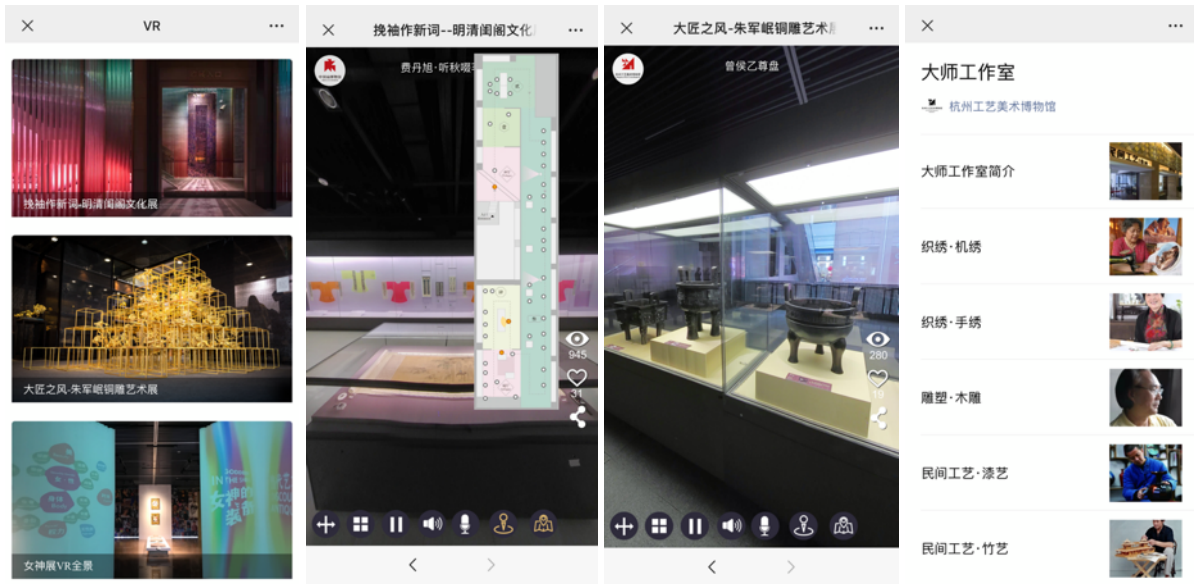 VR
挽袖作新词-明清闺阁文化展
大匠之风-朱军岷铜雕艺术展
女神的装
女神展VR全景
挽袖作新词--明清闺阁文化
费丹旭·听秋啜
945
31
大匠之风-朱军岷铜雕艺术
曾侯乙尊盘
280
19
大师工作室
杭州工艺美术博物馆
大师工作室简介
织绣·机绣
织绣·手绣
雕塑·木雕
民间工艺·漆艺
民间工艺·竹艺